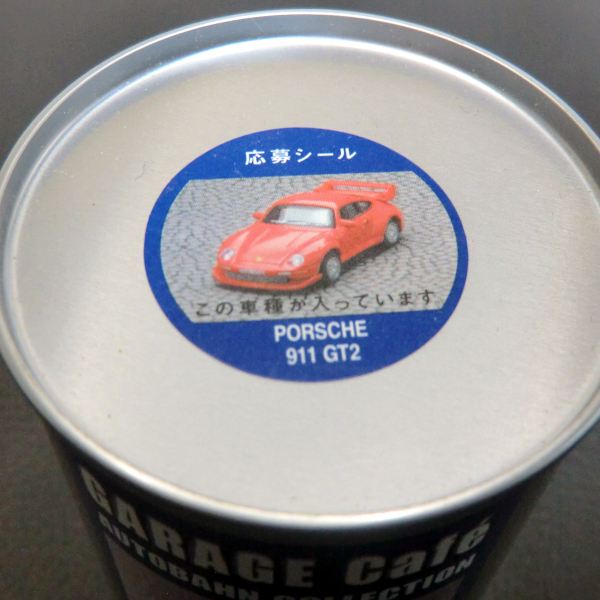 応募シール
この車種が入っています
PORSCHE
911 GT2
GARAGE Café
AUTOBAHN COLLECTION